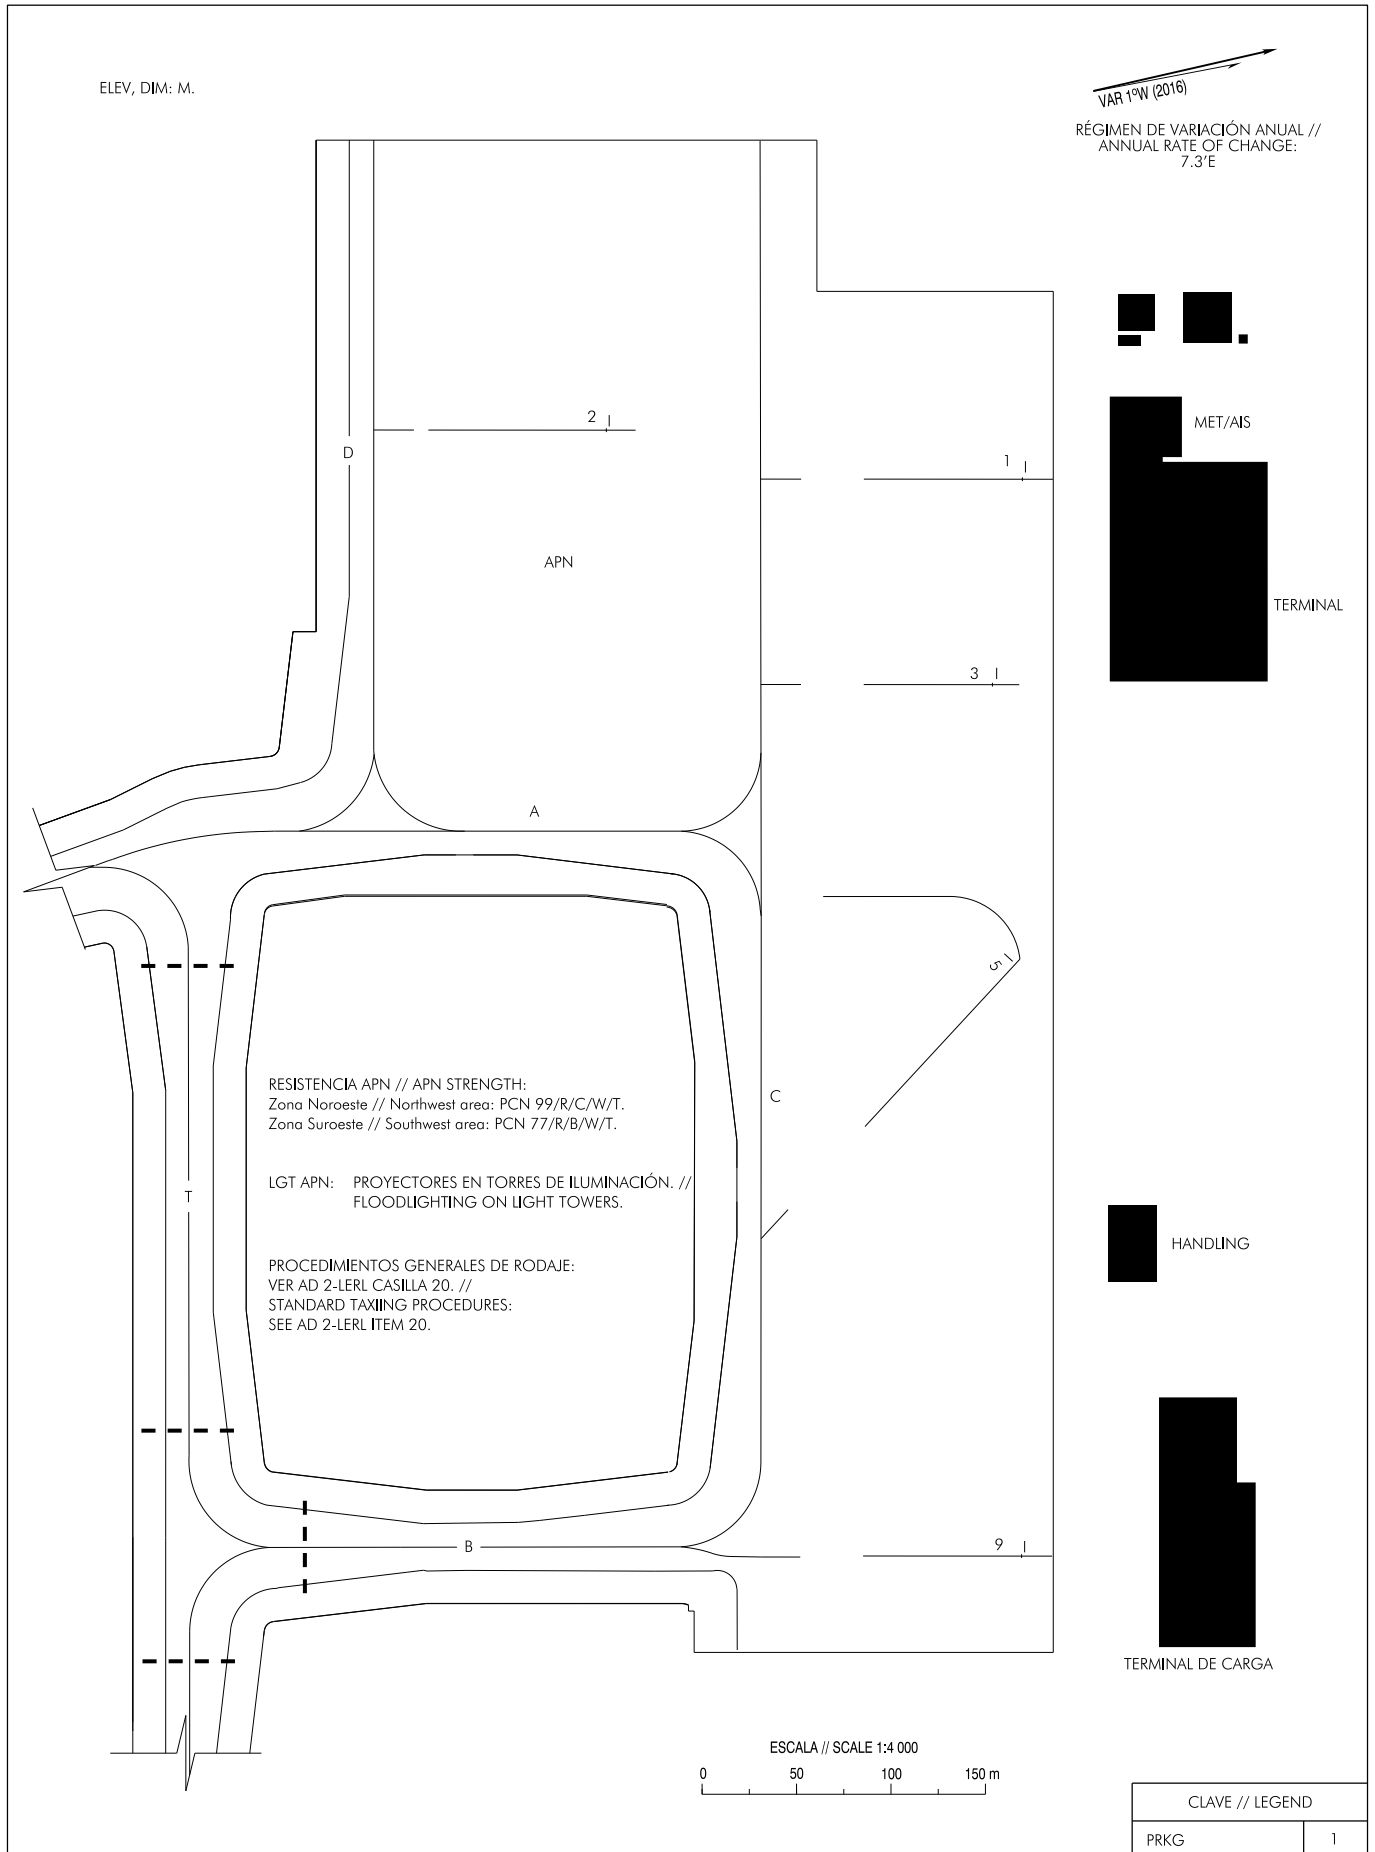 ELEV, DIM: M.
VAR 1ºW (2016)
RÉGIMEN DE VARIACIÓN ANUAL //
ANNUAL RATE OF CHANGE:
7.3'E
2
D
1
MET/AIS
APN
TERMINAL
3
A
5
C
RESISTENCIA APN // APN STRENGTH:
Zona Noroeste // Northwest area: PCN 99/R/C/W/T.
Zona Suroeste // Southwest area: PCN 77/R/B/W/T.
LGT APN: PROYECTORES EN TORRES DE ILUMINACIÓN. //
FLOODLIGHTING ON LIGHT TOWERS.
T
HANDLING
PROCEDIMIENTOS GENERALES DE RODAJE:
VER AD 2-LERL CASILLA 20. //
STANDARD TAXIING PROCEDURES:
SEE AD 2-LERL ITEM 20.
B
9
TERMINAL DE CARGA
ESCALA // SCALE 1:4 000
0 50 100 150 m
CLAVE // LEGEND
PRKG 1